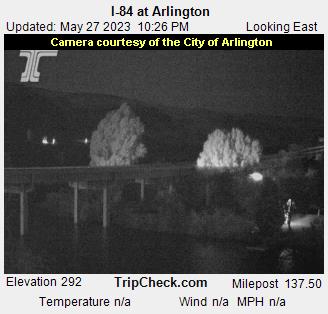 I-84 at Arlington
Updated: May 27 2023 10:26 PM Looking East
Camera courtesy of the City of Arlington
Elevation 292 TripCheck.com Milepost 137.50
Temperature n/a Wind n/a MPH n/a